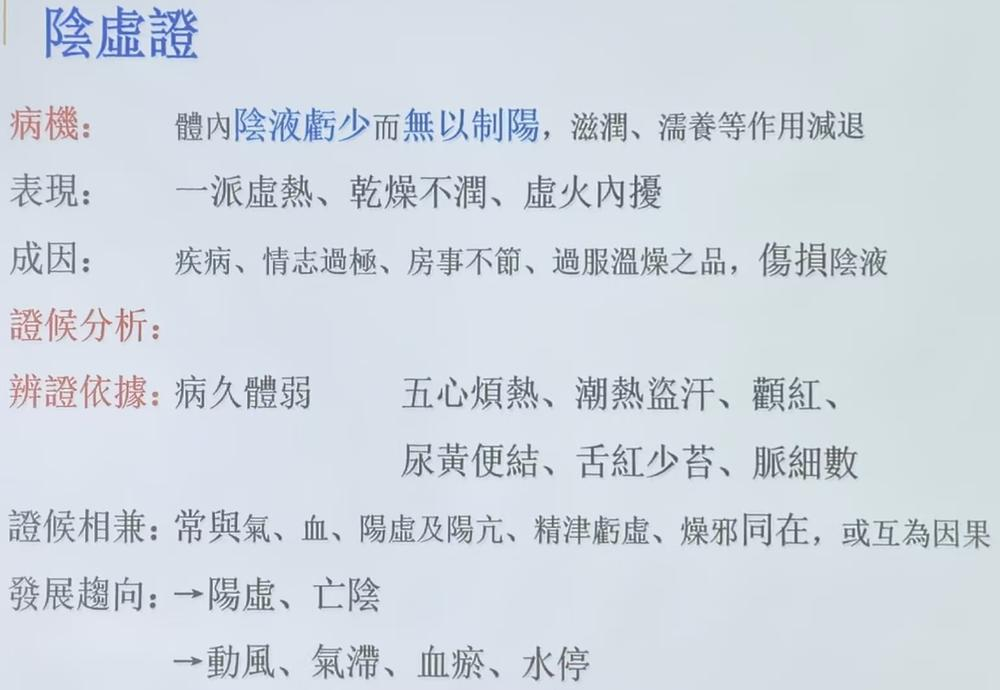 陰虛證
病機： 體內陰液虧少而無以制陽，滋潤、濡養等作用減退
表現： 一派虛熱、乾燥不潤、虛火內擾
成因： 疾病、情志過極、房事不節、過服溫燥之品，傷損陰液
證候分析：
辨證依據： 病久體弱 五心煩熱、潮熱盜汗、顴紅、
尿黃便結、舌紅少苔、脈細數
證候相兼： 常與氣、血、陽虛及陽亢、精津虧虛、燥邪同在，或互為因果
發展趨向： →陽虛、亡陰
→動風、氣滯、血瘀、水停